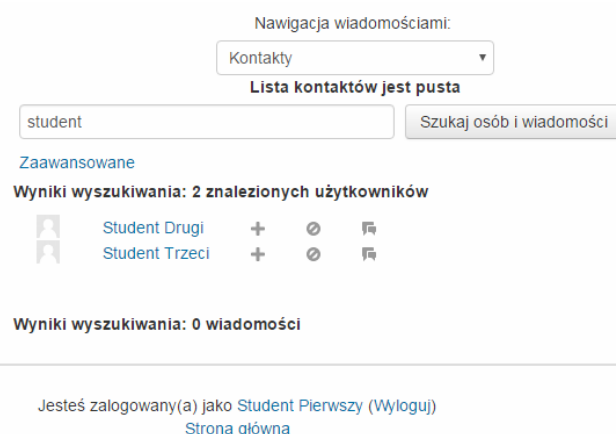 Nawigacja wiadomościami:
Kontakty
Lista kontaktów jest pusta
student
Szukaj osób i wiadomości
Zaawansowane
Wyniki wyszukiwania: 2 znalezionych użytkowników
Student Drugi
Student Trzeci
Wyniki wyszukiwania: 0 wiadomości
Jesteś zalogowany(a) jako Student Pierwszy (Wyloguj)
Strona główna